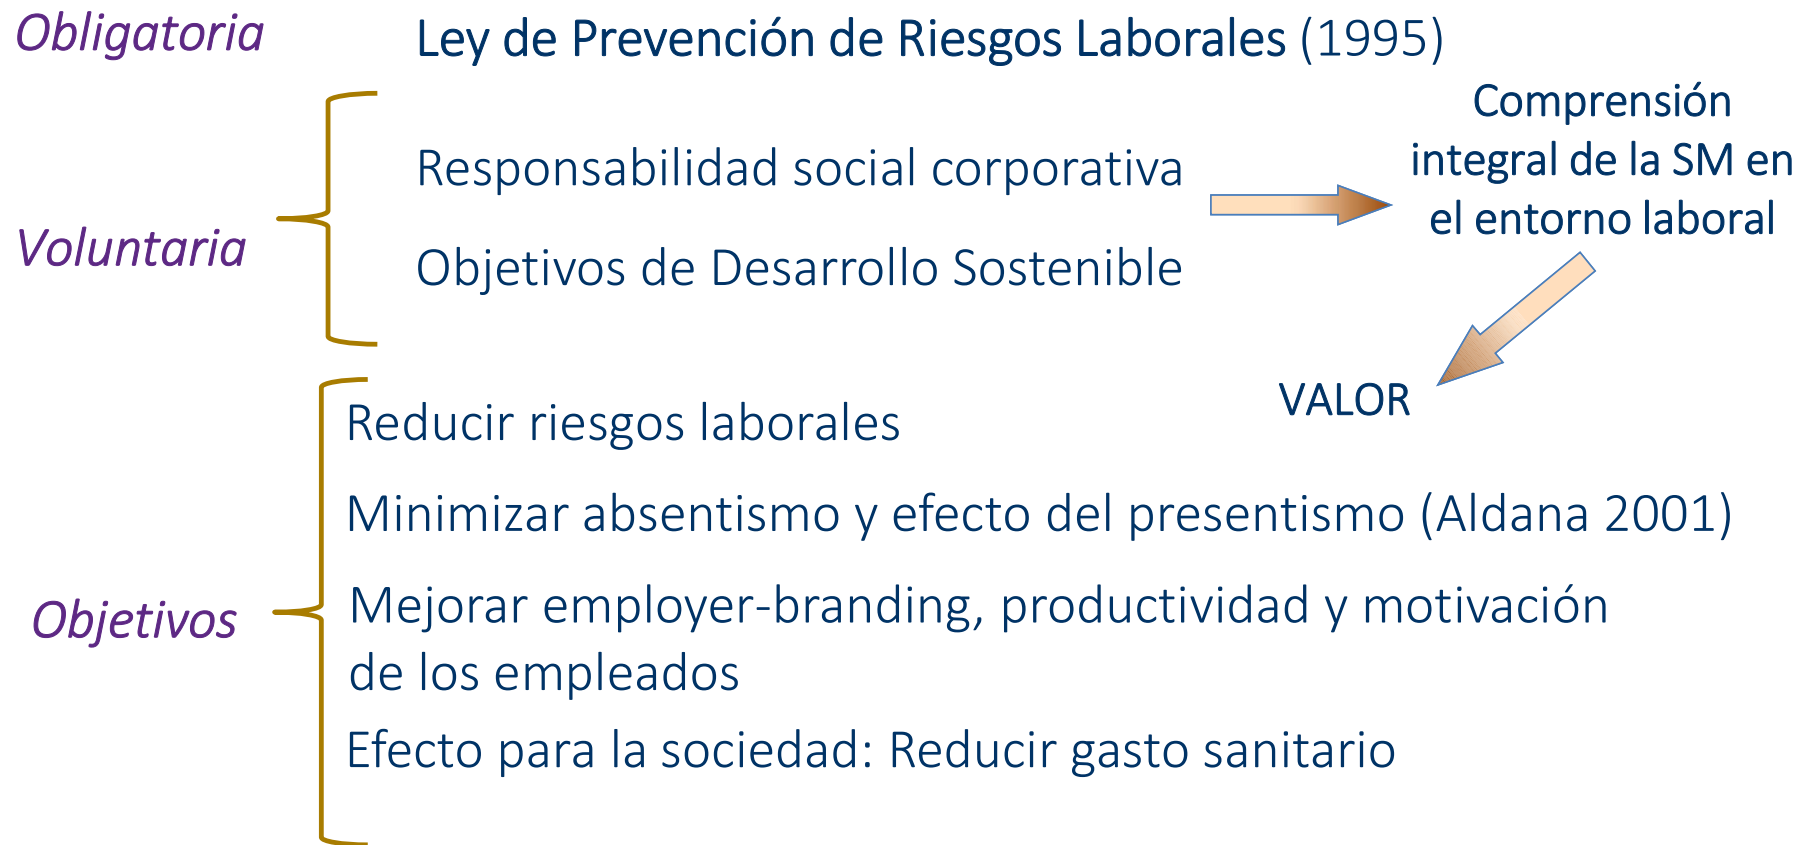 Obligatoria
Ley de Prevención de Riesgos Laborales (1995)
Voluntaria
Responsabilidad social corporativa
Objetivos de Desarrollo Sostenible
Comprensión
integral de la SM en
el entorno laboral
VALOR
Objetivos
Reducir riesgos laborales
Minimizar absentismo y efecto del presentismo (Aldana 2001)
Mejorar employer-branding, productividad y motivación
de los empleados
Efecto para la sociedad: Reducir gasto sanitario